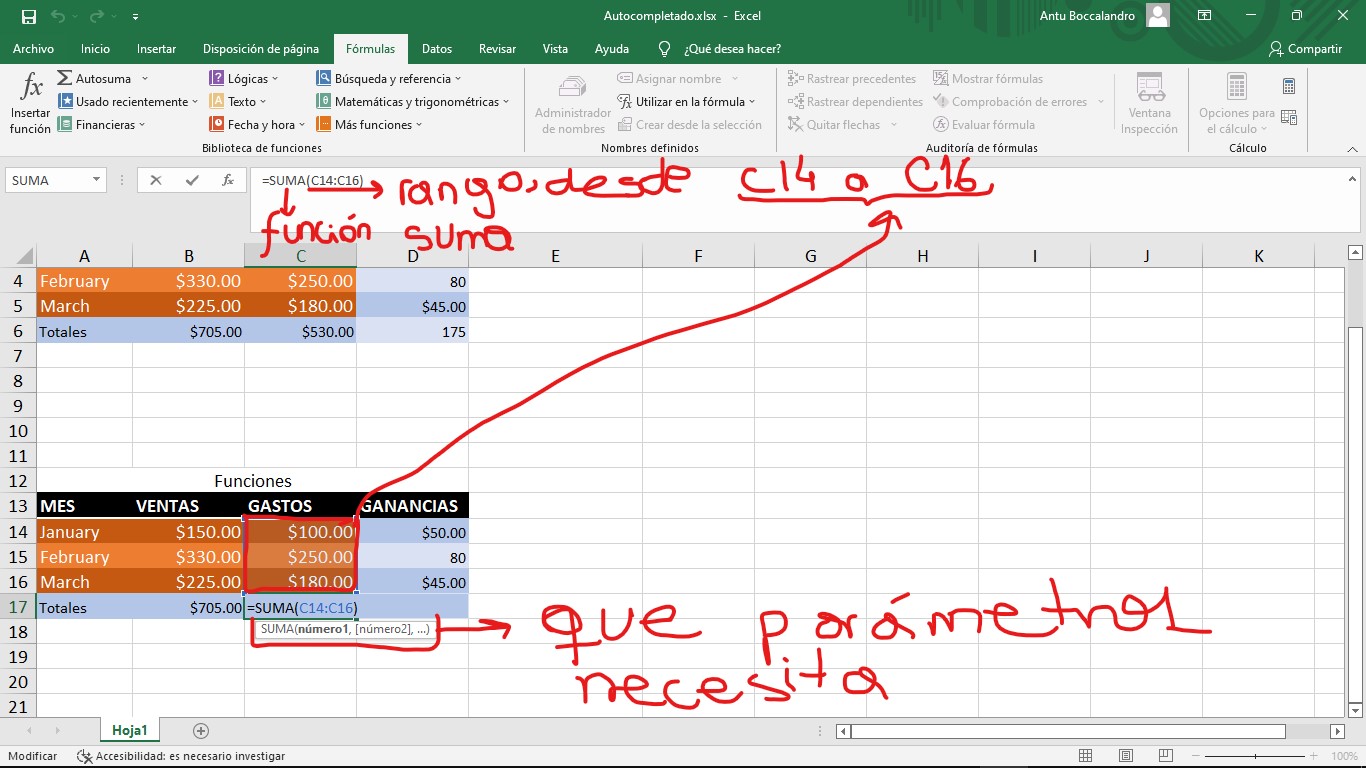 Autocompletado.xlsx - Excel
Antu Boccalandro
Archivo Inicio Insertar Disposición de página Fórmulas Datos Revisar Vista Ayuda ¿Qué desea hacer? Compartir
fx Insertar función
Autosuma
Usado recientemente
Financieras
Lógicas
Texto
Fecha y hora
Búsqueda y referencia
Matemáticas y trigonométricas
Más funciones
Biblioteca de funciones
Administrador de nombres
Asignar nombre
Utilizar en la fórmula
Crear desde la selección
Nombres definidos
Rastrear precedentes
Rastrear dependientes
Quitar flechas
Mostrar fórmulas
Comprobación de errores
Evaluar fórmula
Ventana Inspección
Auditoría de fórmulas
Opciones para el cálculo
Cálculo
SUMA fx =SUMA(C14:C16)
rango, desde C14 a C16
función suma
A B C D E F G H I J K
4 February $330.00 $250.00 80
5 March $225.00 $180.00 $45.00
6 Totales $705.00 $530.00 175
7
8
9
10
11
12 Funciones
13 MES VENTAS GASTOS GANANCIAS
14 January $150.00 $100.00 $50.00
15 February $330.00 $250.00 80
16 March $225.00 $180.00 $45.00
17 Totales $705.00 =SUMA(C14:C16)
18 SUMA(número1, [número2], ...)
que parámetros
necesita
19
20
21
Hoja1
Modificar Accesibilidad: es necesario investigar 100%